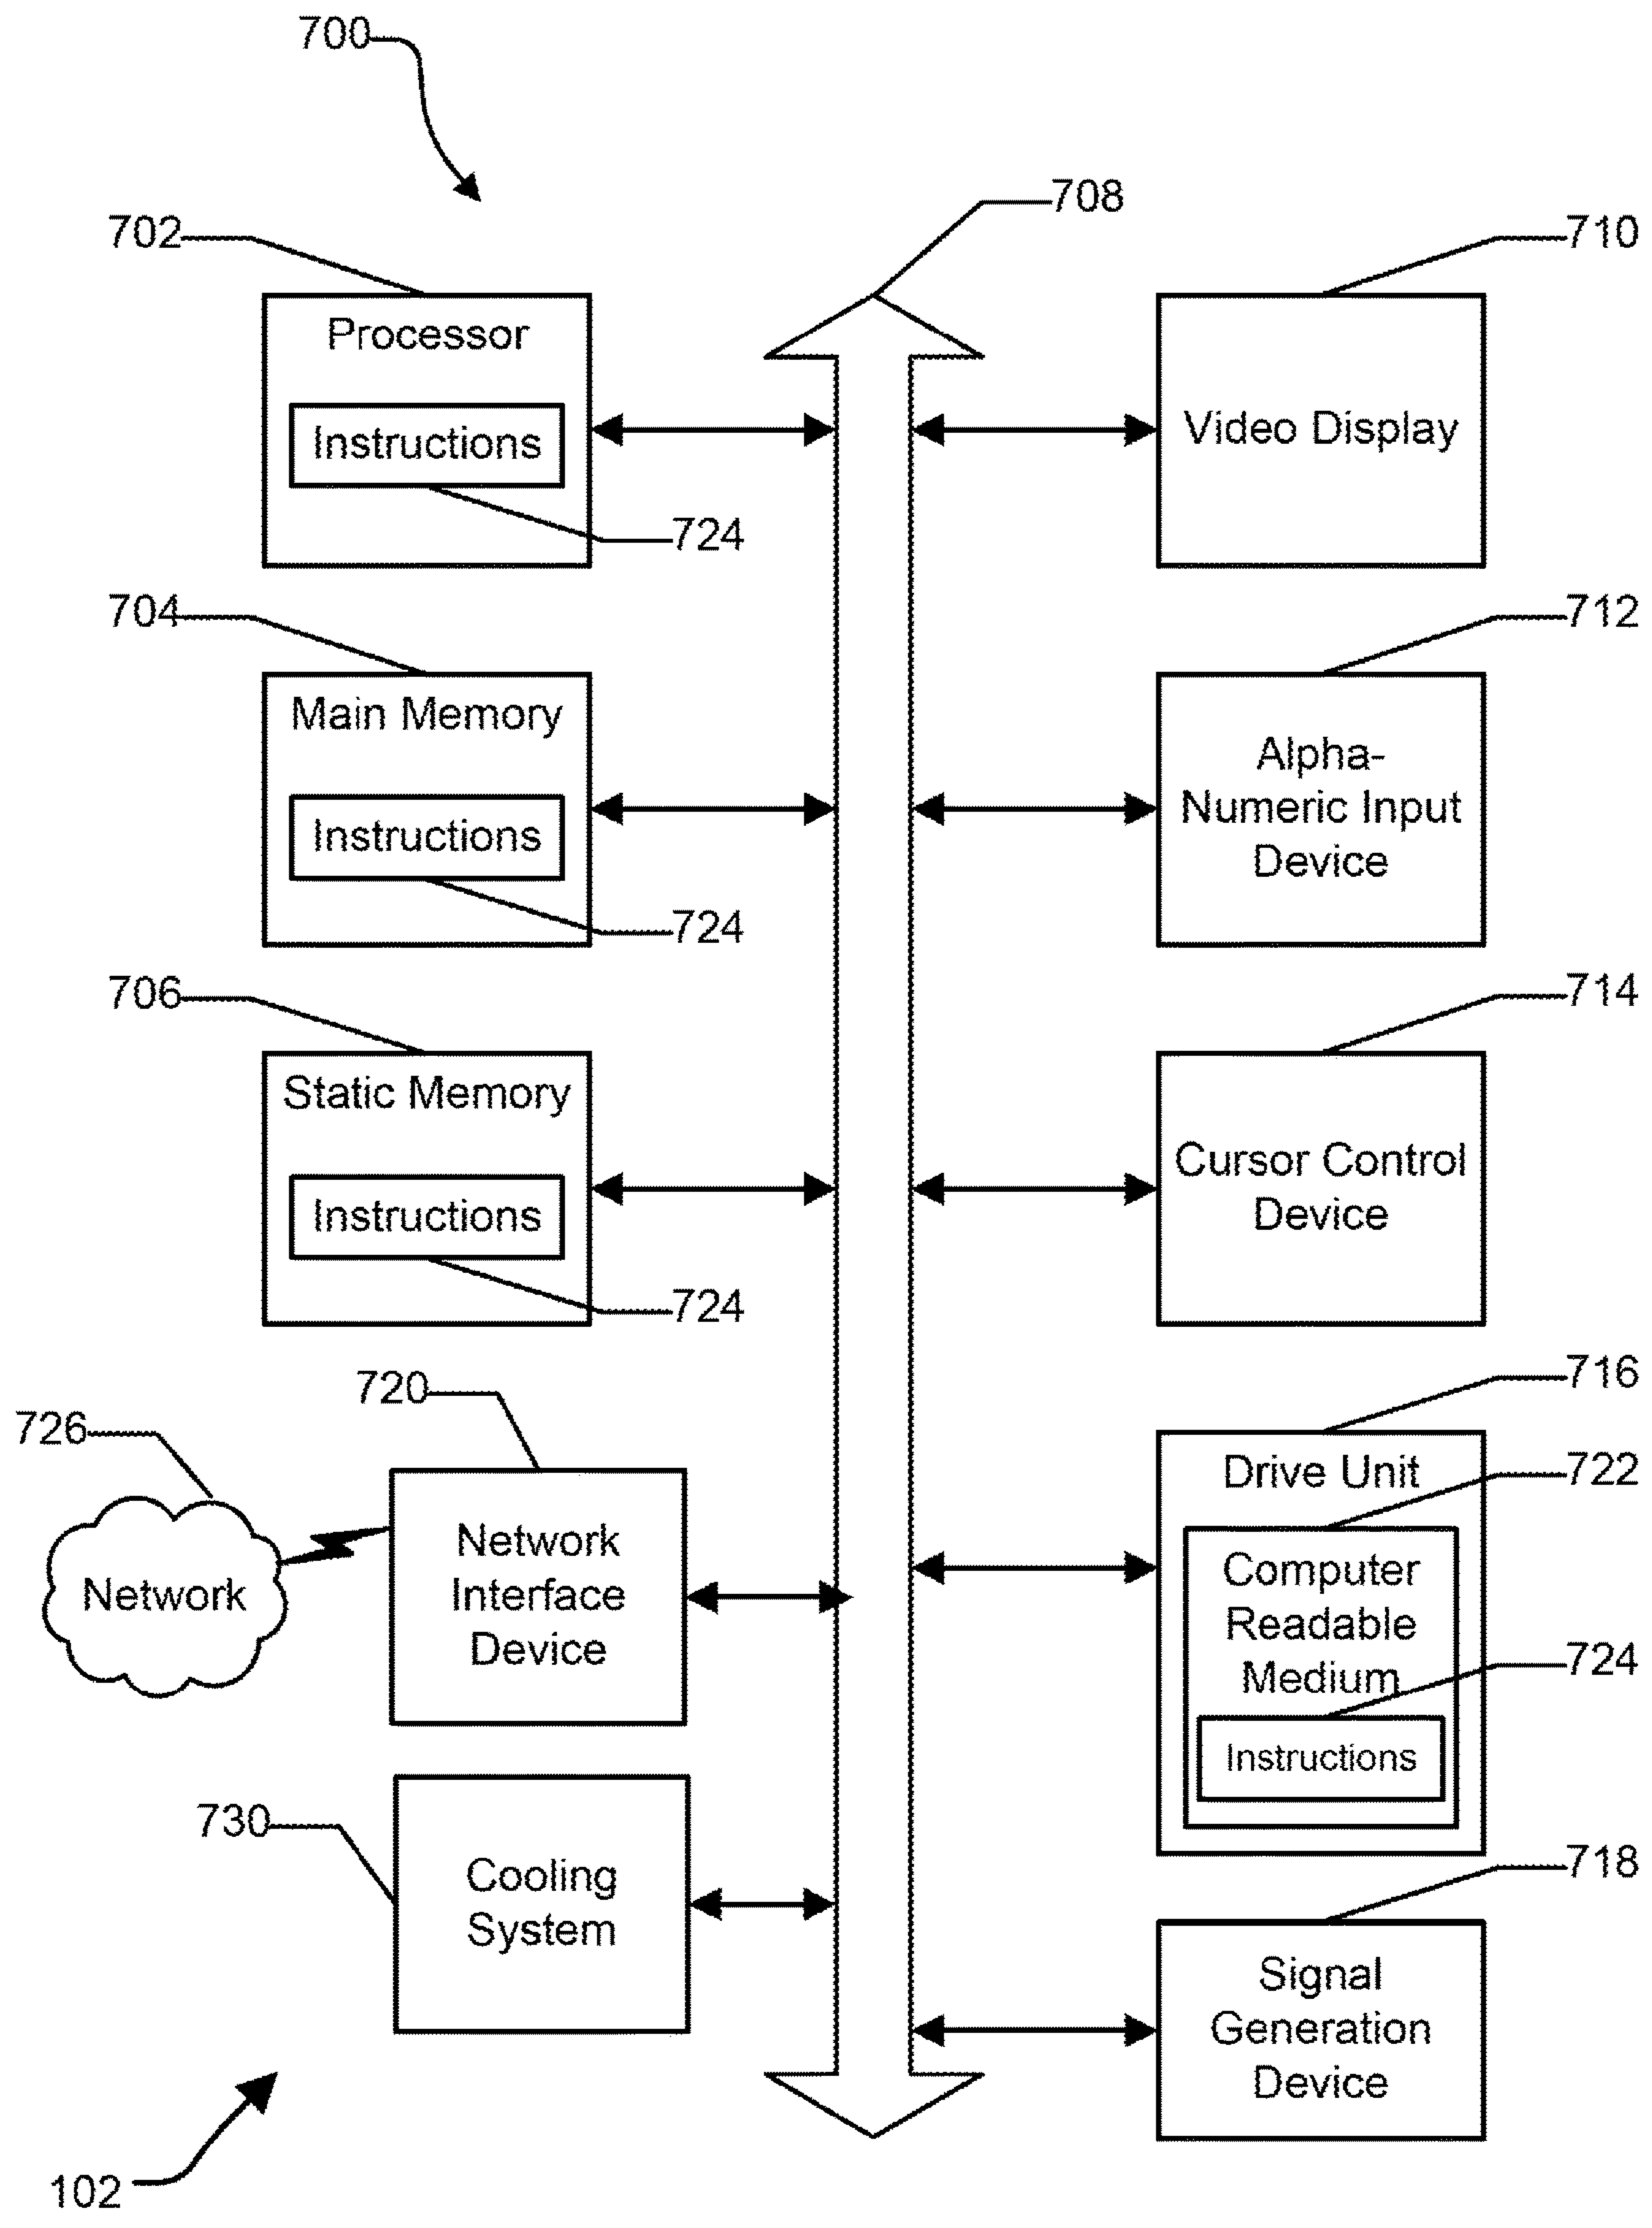 700
708
702
710
Processor
Instructions
Video Display
724
704
712
Main Memory
Alpha-
Numeric Input
Device
Instructions
724
706
714
Static Memory
Cursor Control
Device
Instructions
724
720
716
726
Drive Unit
722
Network
Interface
Device
Network
Computer
Readable
Medium
724
Instructions
730
Cooling
System
718
Signal
Generation
Device
102